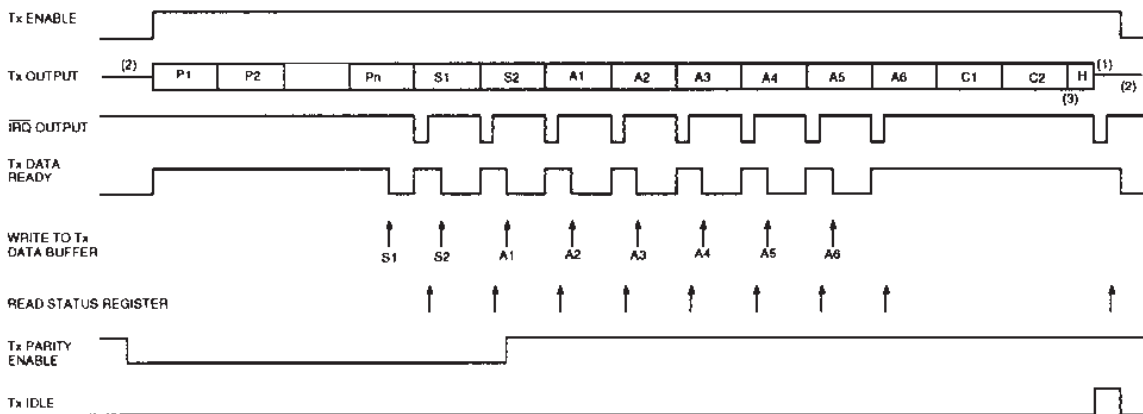 Tx ENABLE
(2)
Tx OUTPUT P1 P2 Pn S1 S2 A1 A2 A3 A4 A5 A6 C1 C2 H (1)
(3) (2)
IRQ OUTPUT
Tx DATA
READY
WRITE TO Tx
DATA BUFFER
S1 S2 A1 A2 A3 A4 A5 A6
READ STATUS REGISTER
Tx PARITY
ENABLE
Tx IDLE